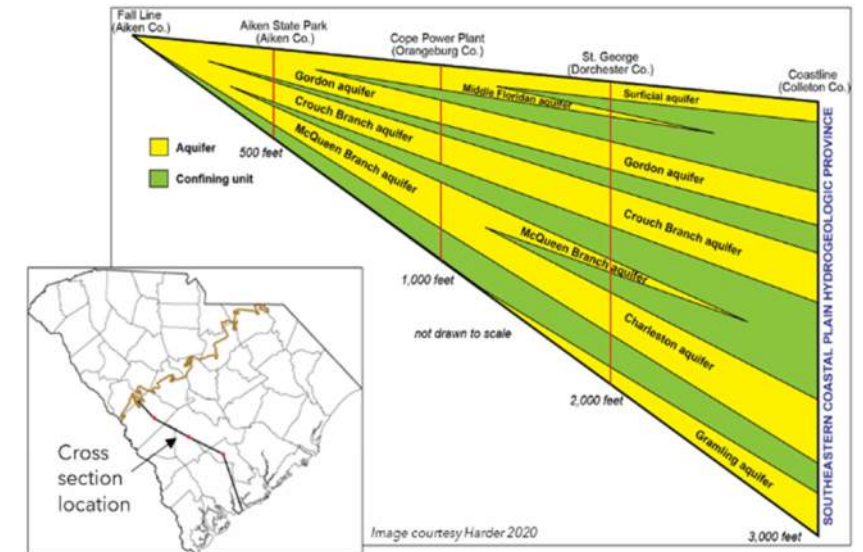 Fall Line
(Aiken Co.)
Aiken State Park
(Aiken Co.)
Cope Power Plant
(Orangeburg Co.)
St. George
(Dorchester Co.)
Coastline
(Colleton Co.)
Gordon aquifer
Middle Floridan aquifer
Surficial aquifer
Crouch Branch aquifer
McQueen Branch aquifer
Aquifer
Confining unit
500 feet
Gordon aquifer
Crouch Branch aquifer
McQueen Branch aquifer
1,000 feet
not drawn to scale
Charleston aquifer
2,000 feet
Gramling aquifer
3,000 feet
SOUTHEASTERN COASTAL PLAIN HYDROGEOLOGIC PROVINCE
Cross
section
location
Image courtesy Harder 2020